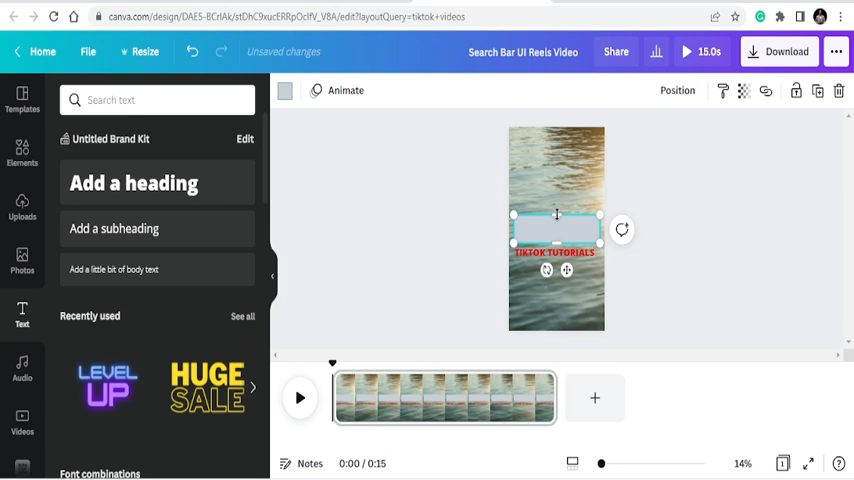 canva.com/design/DAE5-BCrIAk/stDhC9xucERRpOcIfV_V8A/edit?layoutQuery=tiktok+videos
Home
File
Resize
Unsaved changes
Search Bar UI Reels Video
Share
15.0s
Download
Templates
Elements
Uploads
Photos
Text
Audio
Videos
Search text
Untitled Brand Kit
Edit
Add a heading
Add a subheading
Add a little bit of body text
Recently used
See all
LEVEL
UP
HUGE
SALE
Font combinations
Animate
Position
TIKTOK TUTORIALS
Notes
0:00 / 0:15
14%
1